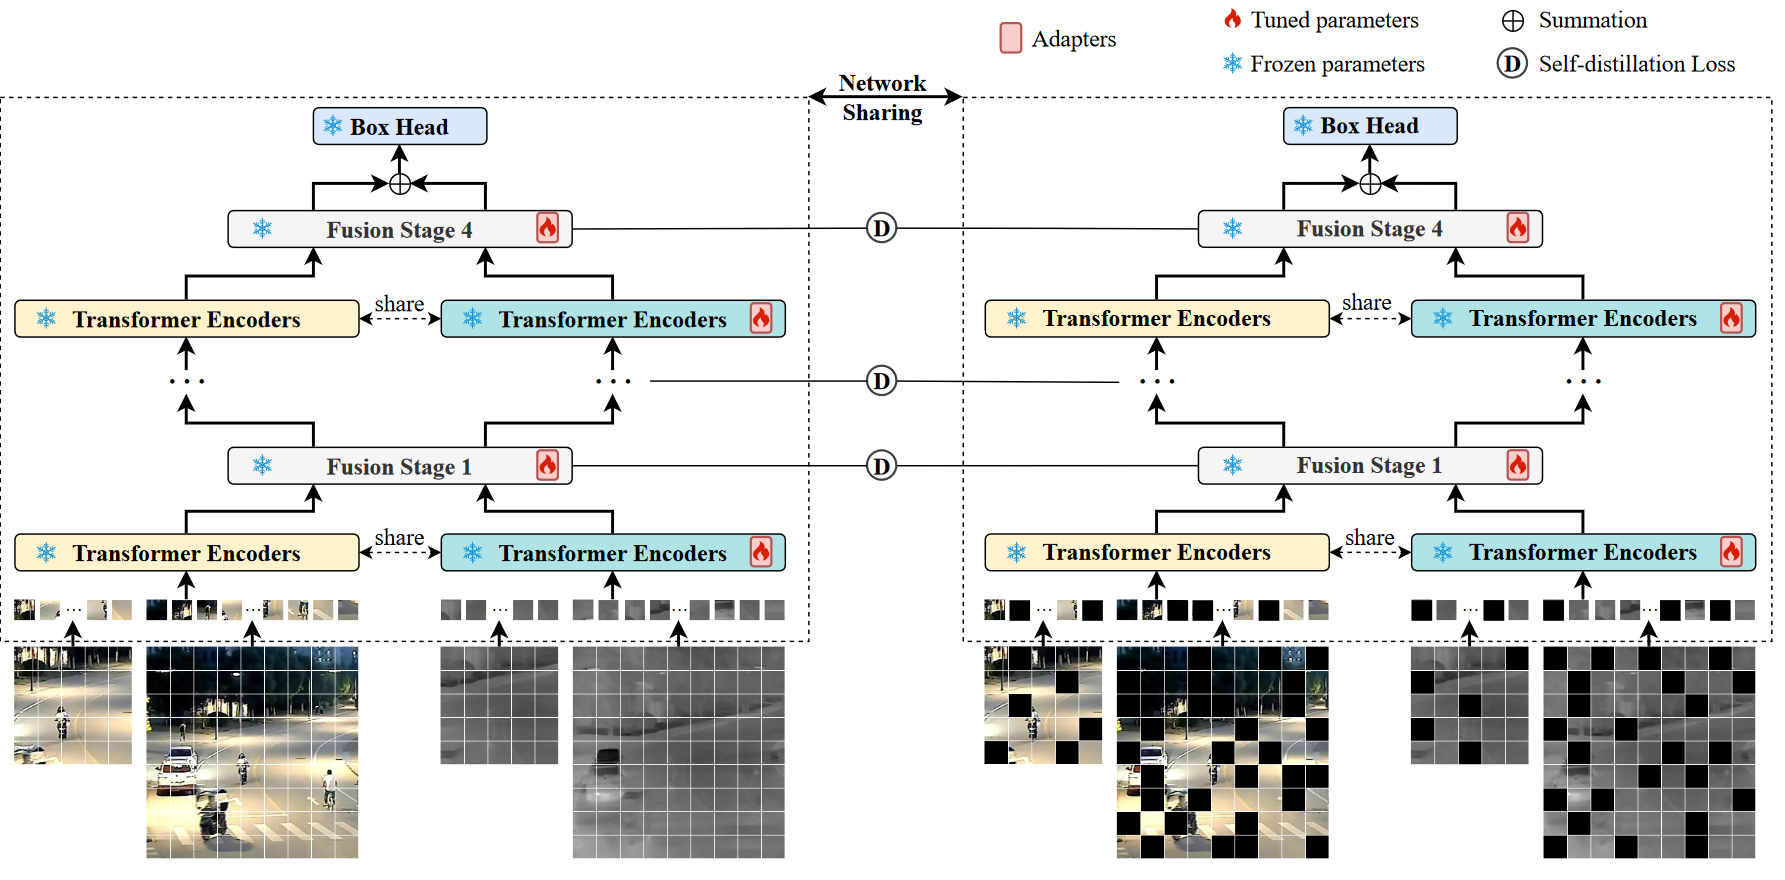 Adapters
Tuned parameters
Frozen parameters
Summation
D Self-distillation Loss
Network
Sharing
Box Head
Box Head
Fusion Stage 4
D
Fusion Stage 4
Transformer Encoders
share
Transformer Encoders
Transformer Encoders
share
Transformer Encoders
...
...
D
...
...
Fusion Stage 1
D
Fusion Stage 1
Transformer Encoders
share
Transformer Encoders
Transformer Encoders
share
Transformer Encoders
...
...
...
...
...
...
...
...